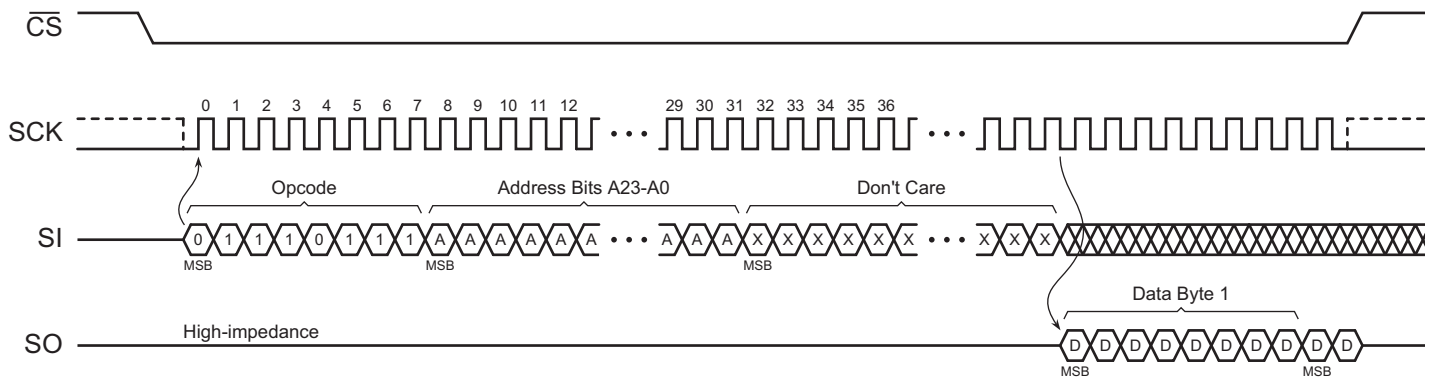 CS
0 1 2 3 4 5 6 7 8 9 10 11 12 29 30 31 32 33 34 35 36
SCK
Opcode Address Bits A23-A0 Don't Care
SI 0 1 1 1 0 1 1 1 A A A A A A A A A X X X X X X X X X
MSB MSB MSB
Data Byte 1
High-impedance
SO D D D D D D D D D D
MSB MSB